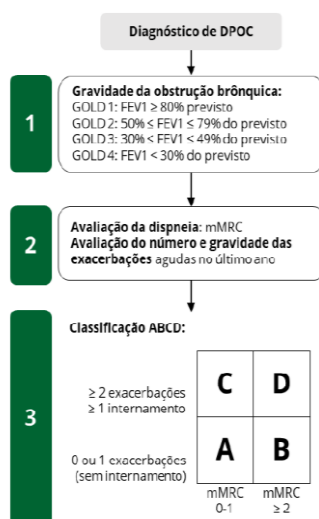 Diagnóstico de DPOC
1
Gravidade da obstrução brônquica:
GOLD 1: FEV1 ≥ 80% previsto
GOLD 2: 50% ≤ FEV1 ≤ 79% do previsto
GOLD 3: 30% ≤ FEV1 < 49% do previsto
GOLD 4: FEV1 < 30% do previsto
2
Avaliação da dispneia: mMRC
Avaliação do número e gravidade das
exacerbações agudas no último ano
3
Classificação ABCD:
≥ 2 exacerbações
≥ 1 internamento
C D
0 ou 1 exacerbações
(sem internamento)
A B
mMRC mMRC
0-1 ≥ 2